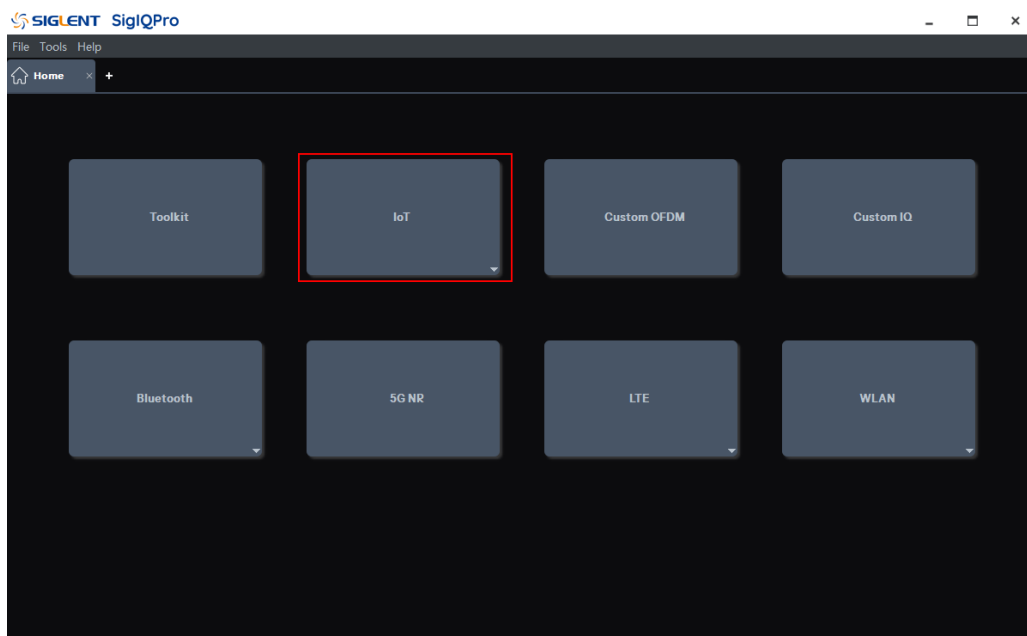 SIGLENT SigIQPro
File Tools Help
Home
Toolkit
IoT
Custom OFDM
Custom IQ
Bluetooth
5G NR
LTE
WLAN